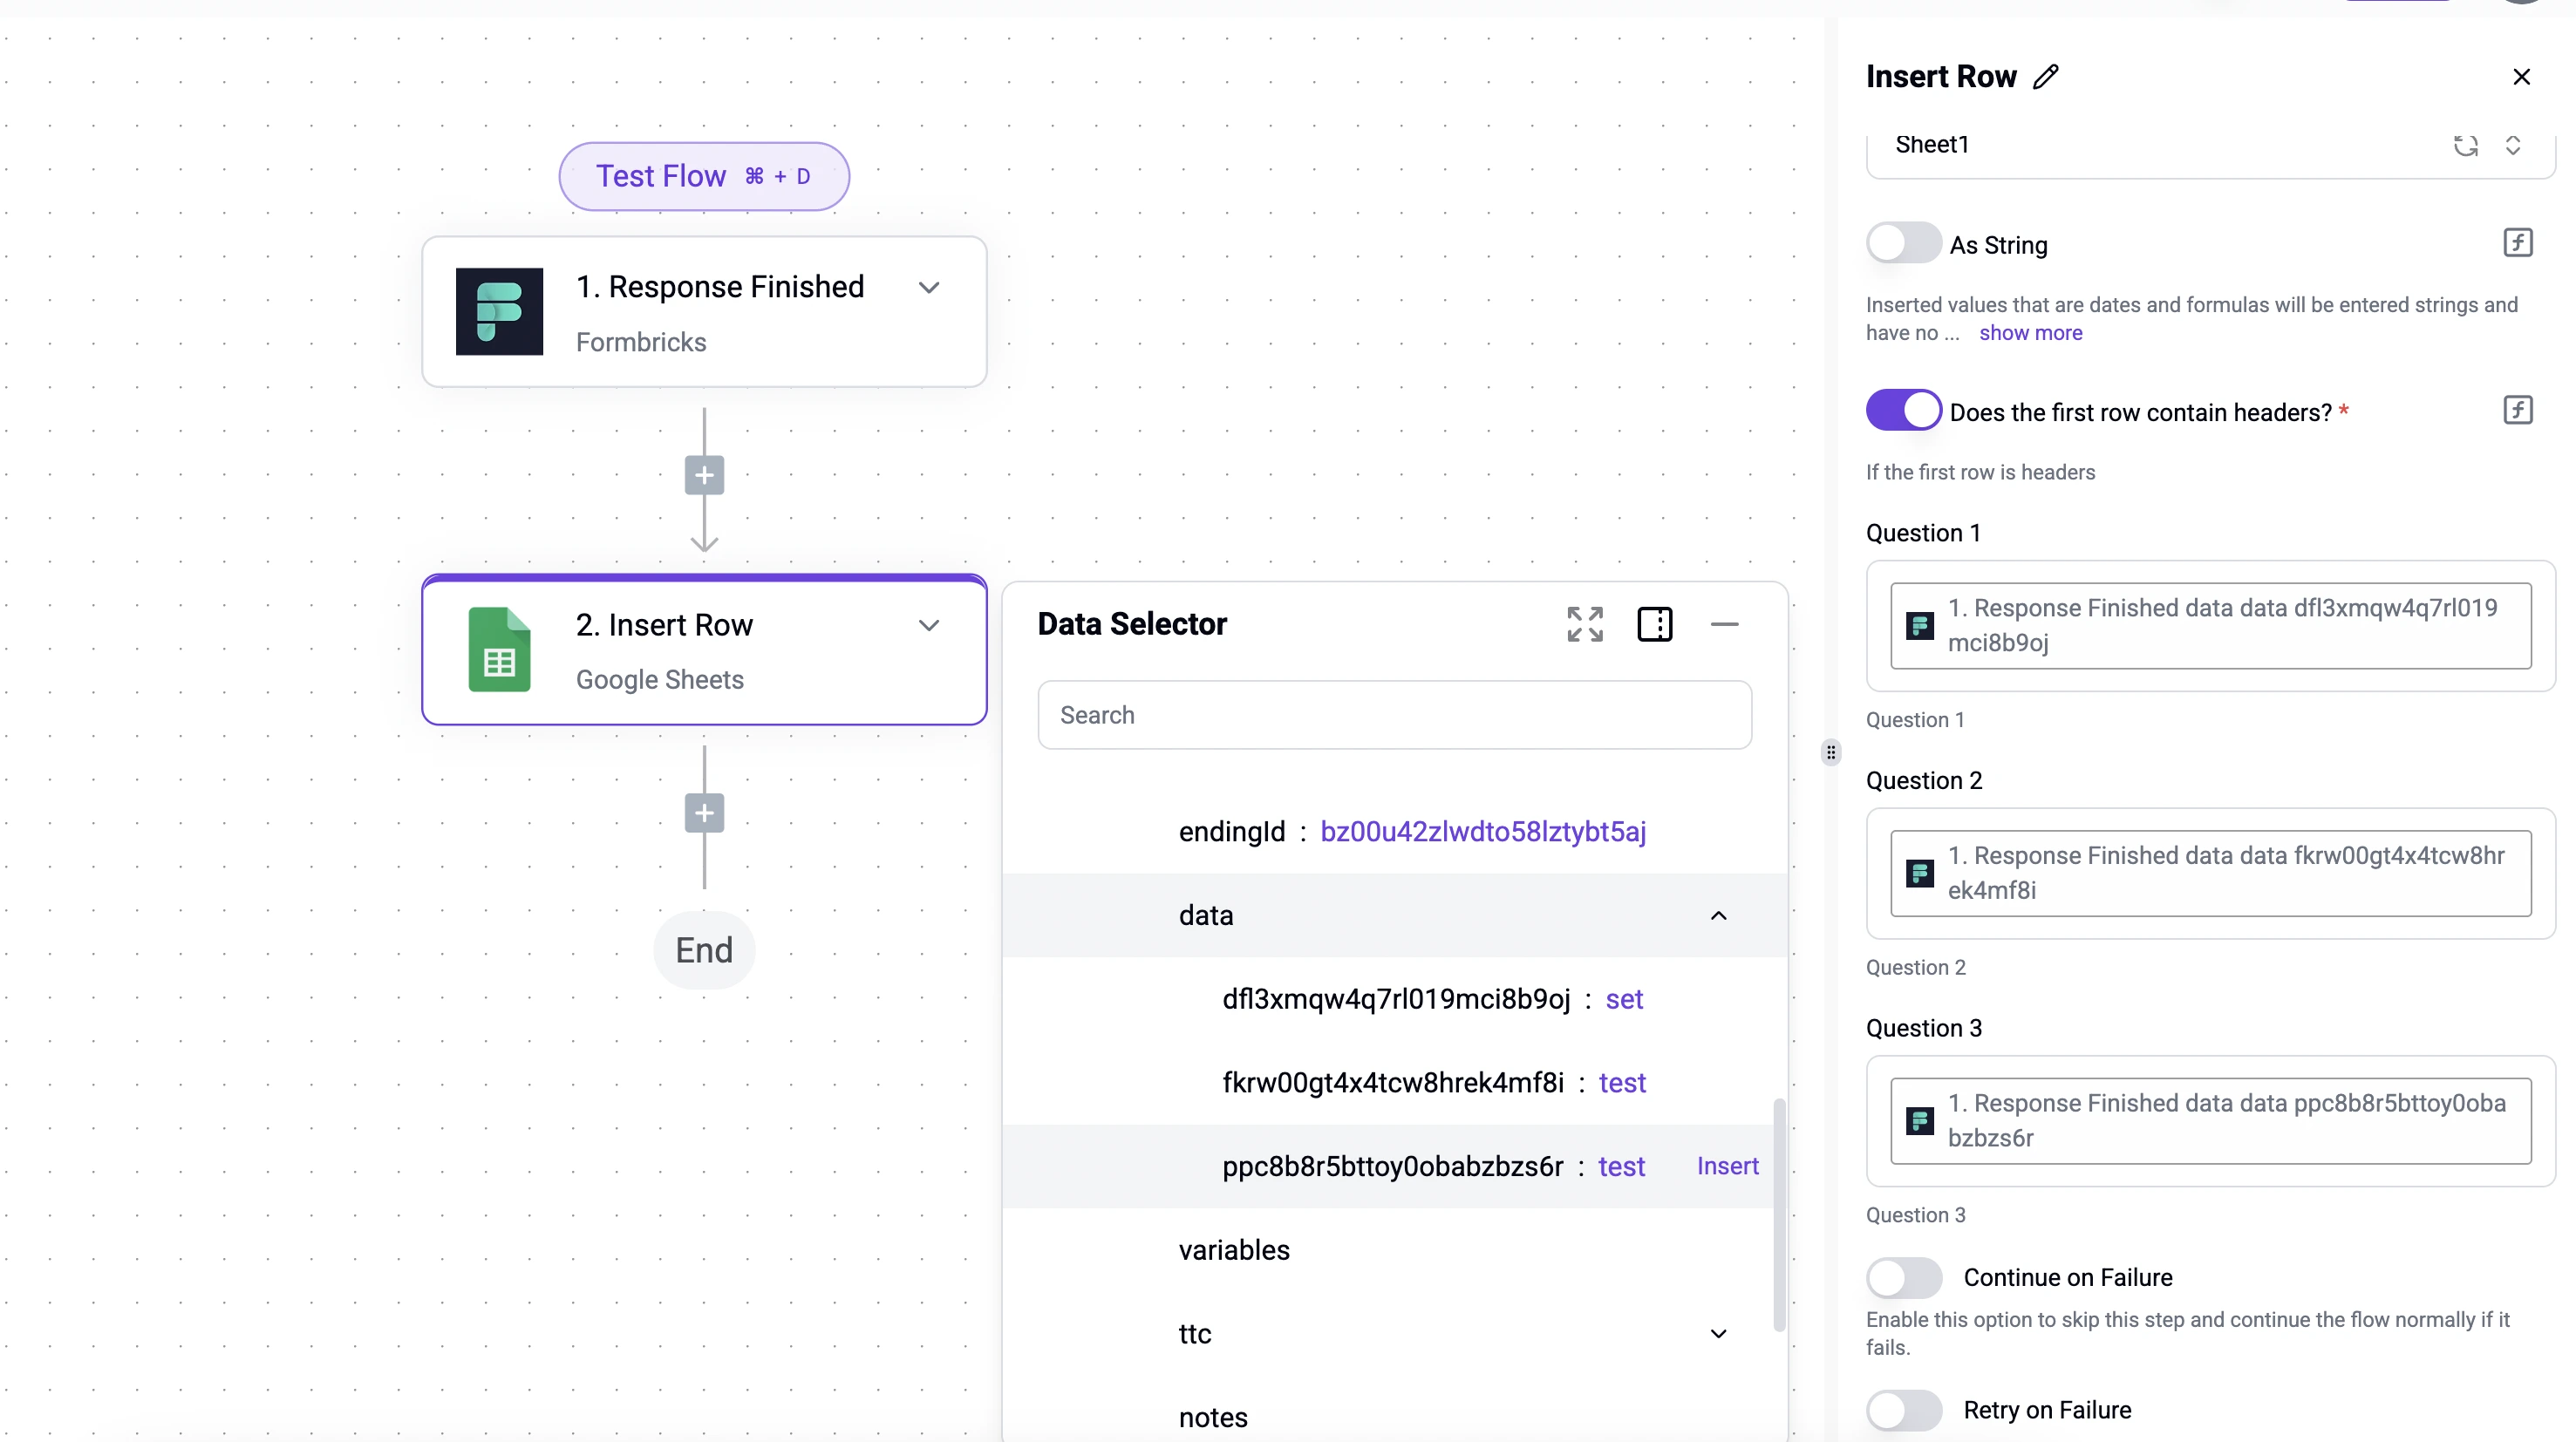 Test Flow ⌘ + D
1. Response Finished
Formbricks
2. Insert Row
Google Sheets
End
Data Selector
Search
endingId : bz00u42zlwdto58lztybt5aj
data
dfl3xmqw4q7rl019mci8b9oj : set
fkrw00gt4x4tcw8hrek4mf8i : test
ppc8b8r5bttoy0obabzbzs6r : test Insert
variables
ttc
notes
Insert Row
Sheet1
As String
Inserted values that are dates and formulas will be entered strings and
have no ... show more
Does the first row contain headers? *
If the first row is headers
Question 1
1. Response Finished data data dfl3xmqw4q7rl019
mci8b9oj
Question 1
Question 2
1. Response Finished data data fkrw00gt4x4tcw8hr
ek4mf8i
Question 2
Question 3
1. Response Finished data data ppc8b8r5bttoy0oba
bzbzs6r
Question 3
Continue on Failure
Enable this option to skip this step and continue the flow normally if it
fails.
Retry on Failure